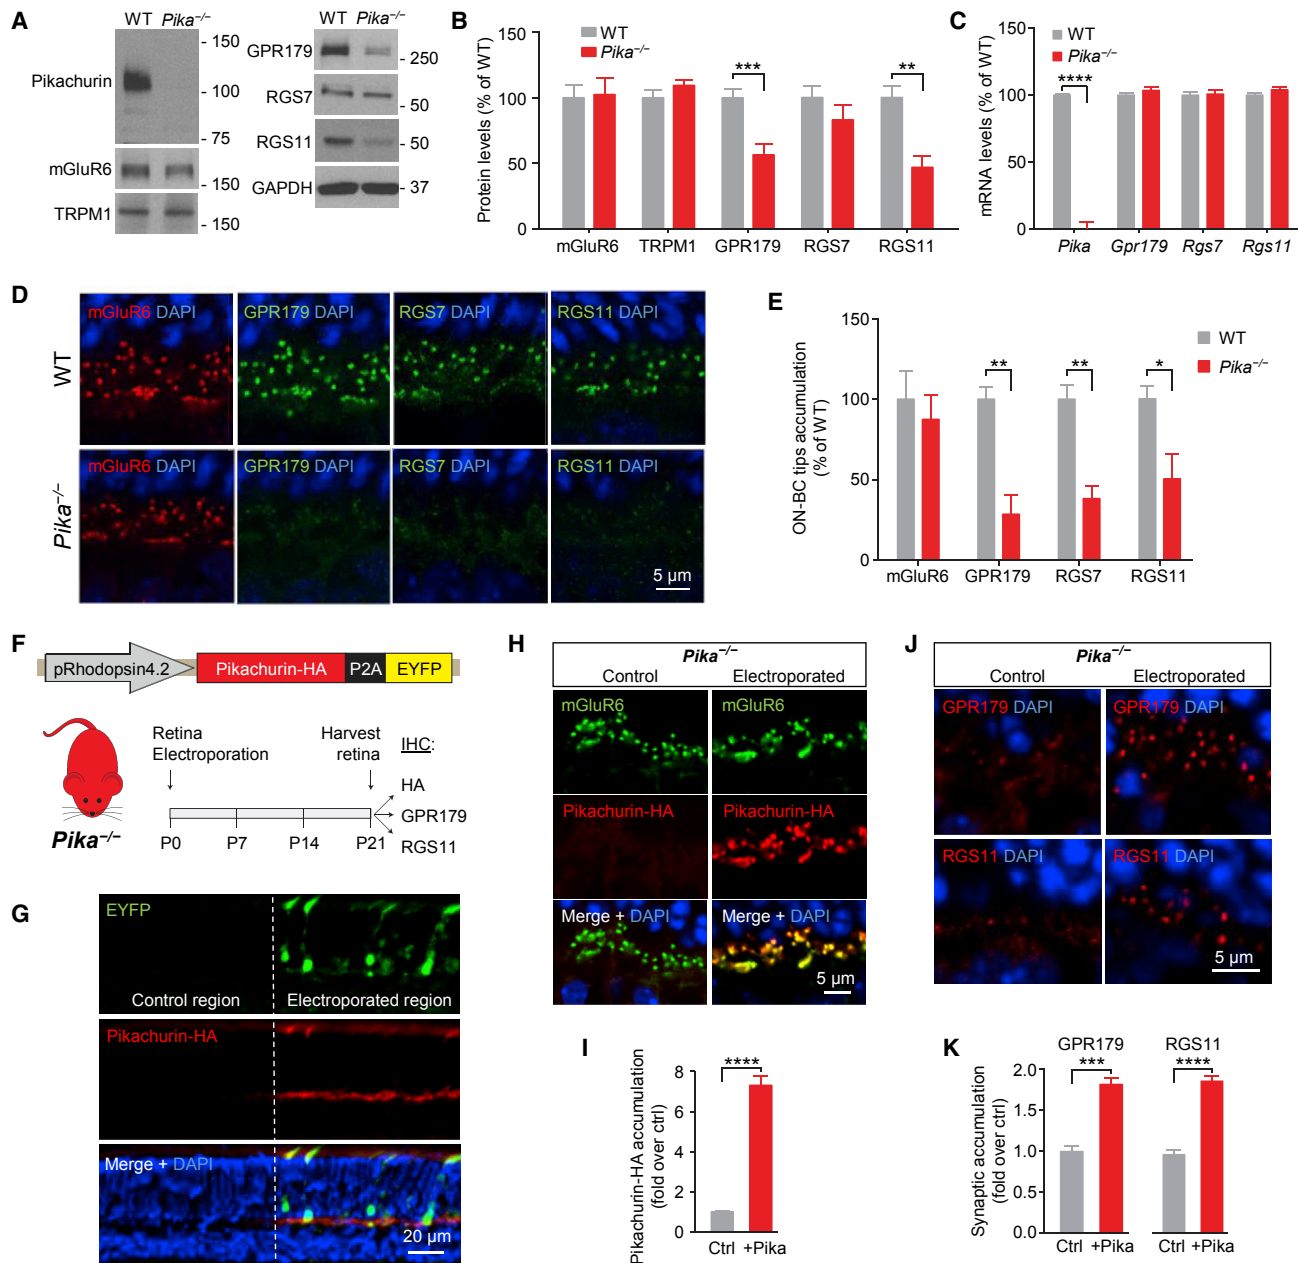 A
WT Pika−/−
Pikachurin
- 150
- 100
- 75
mGluR6
- 150
TRPM1
- 150
WT Pika−/−
GPR179
- 250
RGS7
- 50
RGS11
- 50
GAPDH
- 37
B
WT
Pika−/−
Protein levels (% of WT)
150
100
50
0
***
**
mGluR6 TRPM1 GPR179 RGS7 RGS11
C
WT
Pika−/−
mRNA levels (% of WT)
150
100
50
0
****
Pika Gpr179 Rgs7 Rgs11
D
WT
mGluR6 DAPI
GPR179 DAPI
RGS7 DAPI
RGS11 DAPI
Pika−/−
mGluR6 DAPI
GPR179 DAPI
RGS7 DAPI
RGS11 DAPI
5 µm
E
WT
Pika−/−
ON-BC tips accumulation
(% of WT)
150
100
50
0
**
**
*
mGluR6 GPR179 RGS7 RGS11
F
pRhodopsin4.2
Pikachurin-HA
P2A
EYFP
Pika−/−
Retina
Electroporation
Harvest
retina
IHC:
HA
GPR179
RGS11
P0 P7 P14 P21
G
EYFP
Control region
Electroporated region
Pikachurin-HA
Merge + DAPI
20 µm
H
Pika−/−
Control Electroporated
mGluR6
mGluR6
Pikachurin-HA
Pikachurin-HA
Merge + DAPI
Merge + DAPI
5 µm
I
Pikachurin-HA accumulation
(fold over ctrl)
8
6
4
2
0
****
Ctrl +Pika
J
Pika−/−
Control Electroporated
GPR179 DAPI
GPR179 DAPI
RGS11 DAPI
RGS11 DAPI
5 µm
K
Synaptic accumulation
(fold over ctrl)
2.0
1.5
1.0
0.5
0.0
GPR179
***
Ctrl +Pika
RGS11
****
Ctrl +Pika